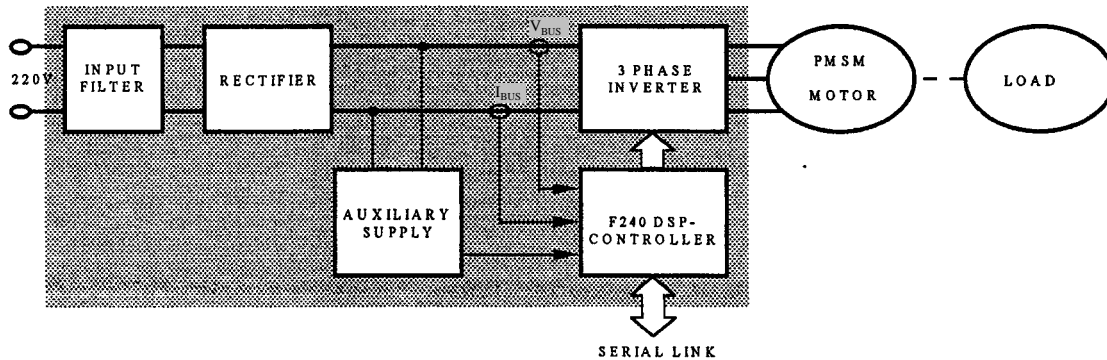 220V
INPUT
FILTER
RECTIFIER
V_BUS
I_BUS
3 PHASE
INVERTER
PMSM
MOTOR
LOAD
AUXILIARY
SUPPLY
F240 DSP-
CONTROLLER
SERIAL LINK